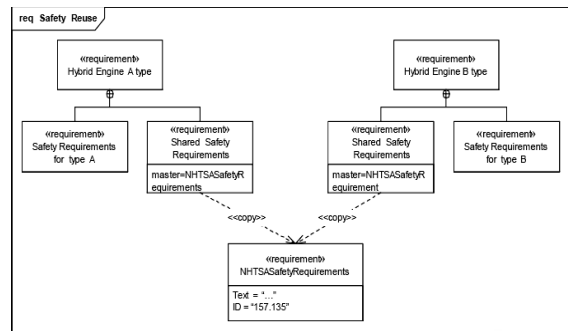 req Safety Reuse
«requirement»
Hybrid Engine A type
«requirement»
Hybrid Engine B type
«requirement»
Safety Requirements
for type A
«requirement»
Shared Safety
Requirements
master=NHTSASafetyR
equirements
«requirement»
Shared Safety
Requirements
master=NHTSASafetyR
equirement
«requirement»
Safety Requirements
for type B
<<copy>>
<<copy>>
«requirement»
NHTSASafetyRequirements
Text = “...”
ID = “157.135”